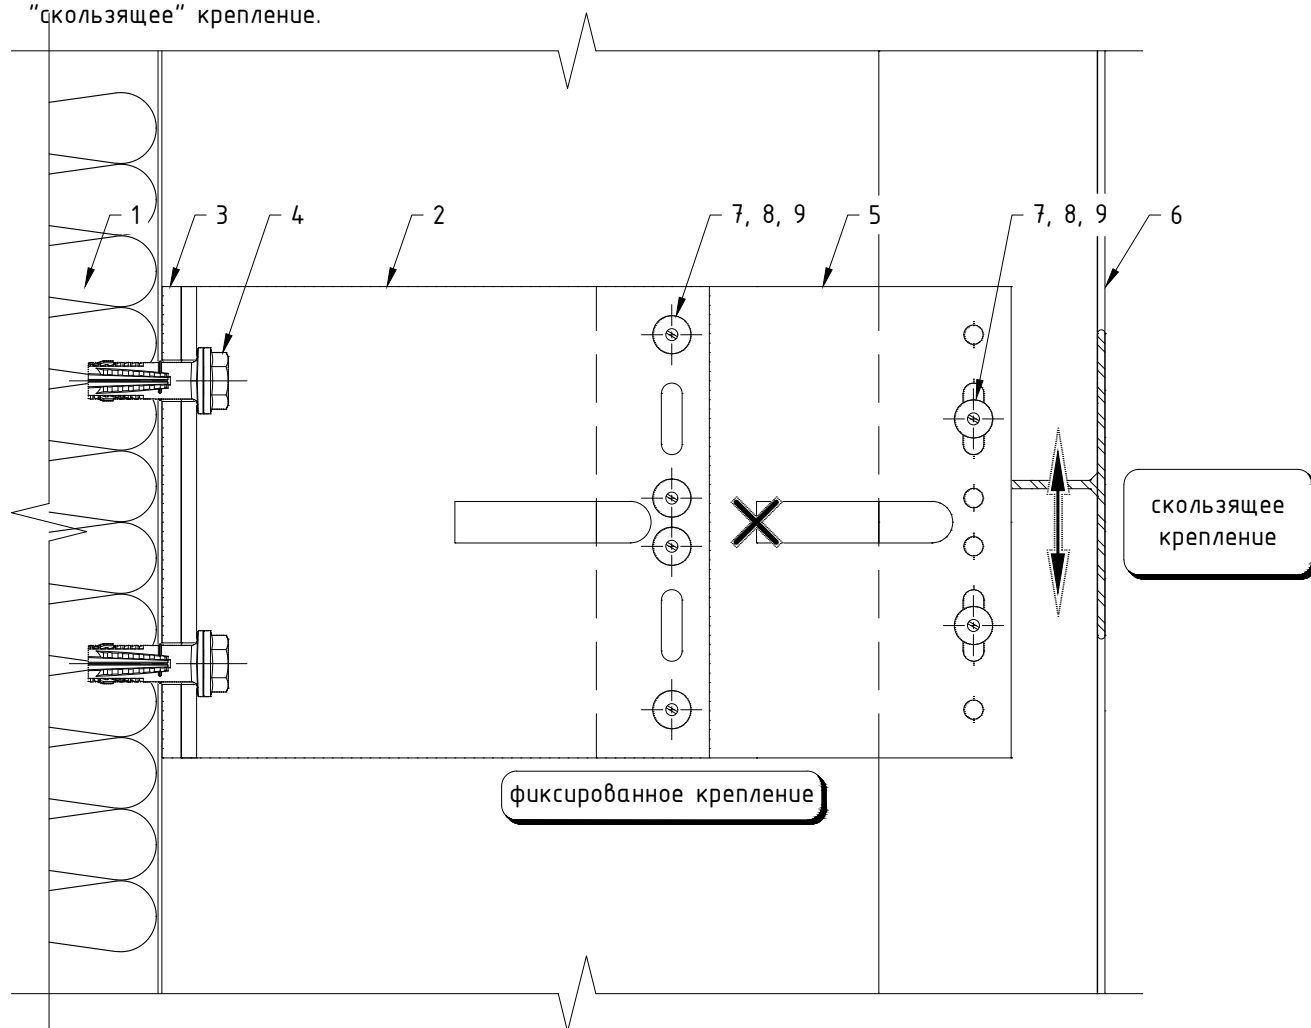 "скользящее" крепление.
1
3
4
2
7, 8, 9
5
7, 8, 9
6
скользящее
крепление
фиксированное крепление